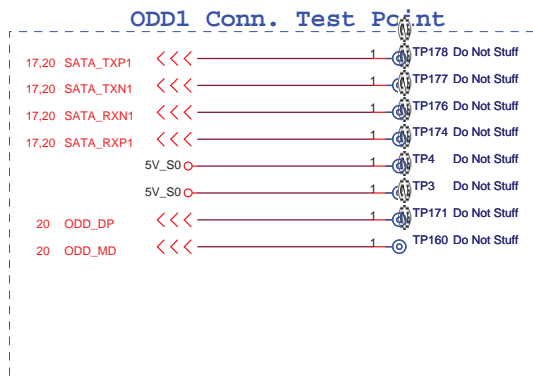 ODD1 Conn. Test Point
17,20 SATA_TXP1 1 TP178 Do Not Stuff
17,20 SATA_TXN1 1 TP177 Do Not Stuff
17,20 SATA_RXN1 1 TP176 Do Not Stuff
17,20 SATA_RXP1 1 TP174 Do Not Stuff
5V_S0 1 TP4 Do Not Stuff
5V_S0 1 TP3 Do Not Stuff
20 ODD_DP 1 TP171 Do Not Stuff
20 ODD_MD 1 TP160 Do Not Stuff